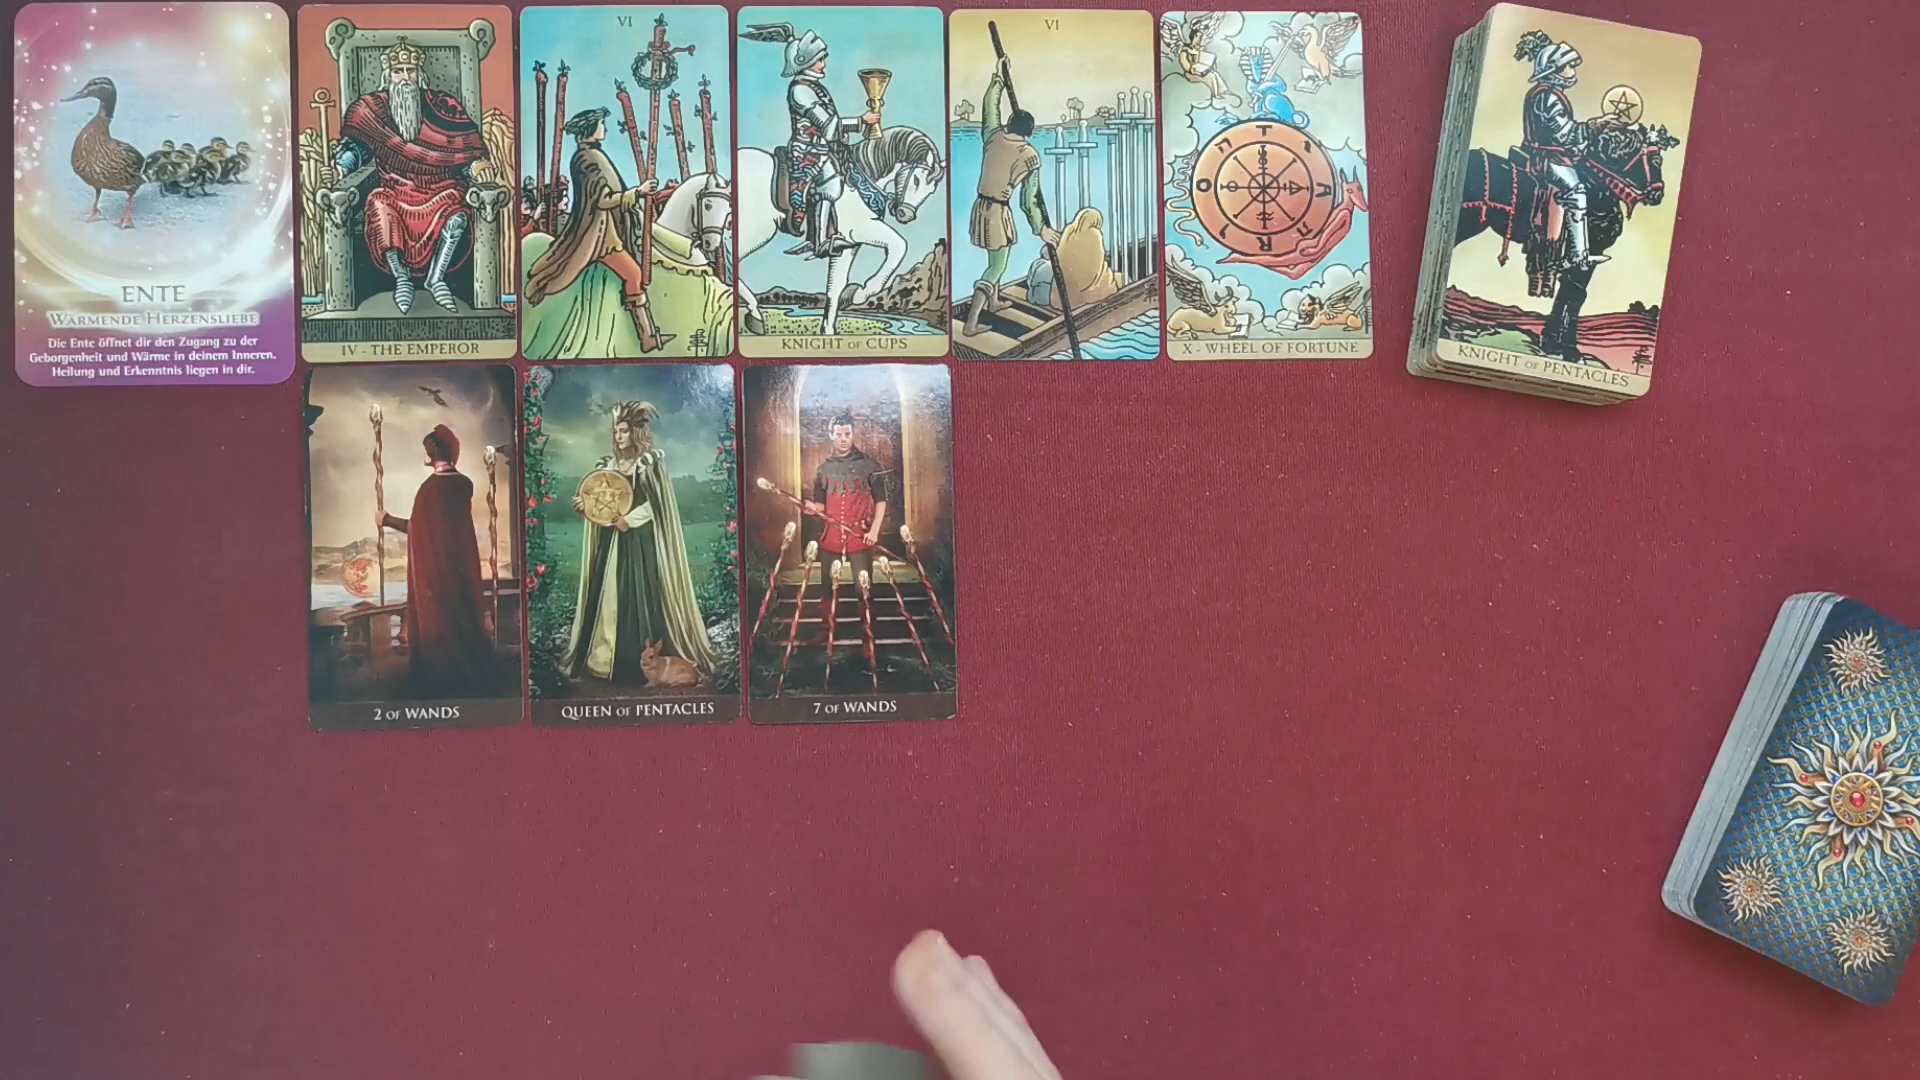 ENTE
WÄRMENDE HERZENSLIEBE
Die Ente öffnet dir den Zugang zu der
Geborgenheit und Wärme in deinem Inneren.
Heilung und Erkenntnis liegen in dir.
IV - THE EMPEROR
VI
KNIGHT OF CUPS
VI
X - WHEEL OF FORTUNE
T
A
R
O
KNIGHT OF PENTACLES
2 OF WANDS
QUEEN OF PENTACLES
7 OF WANDS